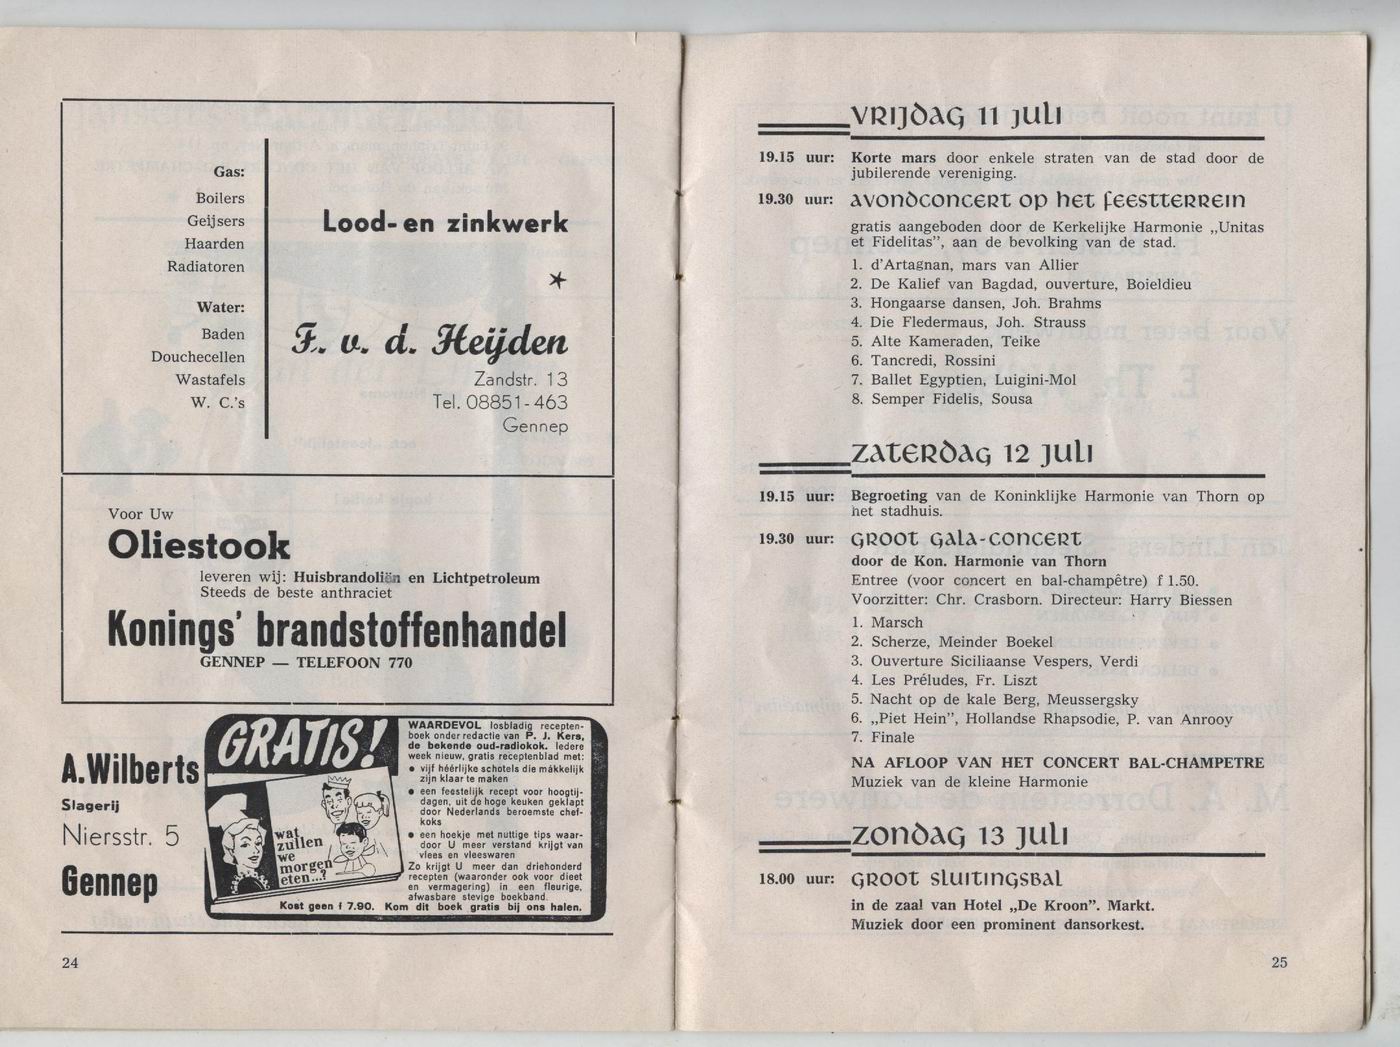 Gas:
Boilers
Geijsers
Haarden
Radiatoren
Water:
Baden
Douchecellen
Wastafels
W. C.'s
Lood- en zinkwerk
F. v. d. Heijden
Zandstr. 13
Tel. 08851-463
Gennep
Voor Uw
Oliestook
leveren wij: Huisbrandoliën en Lichtpetroleum
Steeds de beste anthraciet
Konings' brandstoffenhandel
GENNEP — TELEFOON 770
A. Wilberts
Slagerij
Niersstr. 5
Gennep
GRATIS!
wat
zullen
we
morgen
eten...?
WAARDEVOL losbladig recepten-
boek onder redactie van P. J. Kers,
de bekende oud-radiokok. Iedere
week nieuw, gratis receptenblad met:
• vijf héérlijke schotels die mákkelijk
zijn klaar te maken
• een feestelijk recept voor hoogtij-
dagen, uit de hoge keuken geklapt
door Nederlands beroemste chef-
koks
• een hoekje met nuttige tips waar-
door U meer verstand krijgt van
vlees en vleeswaren
Zo krijgt U meer dan driehonderd
recepten (waaronder ook voor dieet
en vermagering) in een fleurige,
afwasbare stevige boekband.
Kost geen f 7.90. Kom dit boek gratis bij ons halen.
24
VRIJDAG 11 JULI
19.15 uur: Korte mars door enkele straten van de stad door de
jubilerende vereniging.
19.30 uur: AVONDCONCERT OP HET FEESTTERREIN
gratis aangeboden door de Kerkelijke Harmonie „Unitas
et Fidelitas”, aan de bevolking van de stad.
1. d'Artagnan, mars van Allier
2. De Kalief van Bagdad, ouverture, Boieldieu
3. Hongaarse dansen, Joh. Brahms
4. Die Fledermaus, Joh. Strauss
5. Alte Kameraden, Teike
6. Tancredi, Rossini
7. Ballet Egyptien, Luigini-Mol
8. Semper Fidelis, Sousa
ZATERDAG 12 JULI
19.15 uur: Begroeting van de Koninklijke Harmonie van Thorn op
het stadhuis.
19.30 uur: GROOT GALA-CONCERT
door de Kon. Harmonie van Thorn
Entree (voor concert en bal-champêtre) f 1.50.
Voorzitter: Chr. Crasborn. Directeur: Harry Biessen
1. Marsch
2. Scherze, Meinder Boekel
3. Ouverture Siciliaanse Vespers, Verdi
4. Les Préludes, Fr. Liszt
5. Nacht op de kale Berg, Meussergsky
6. „Piet Hein”, Hollandse Rhapsodie, P. van Anrooy
7. Finale
NA AFLOOP VAN HET CONCERT BAL-CHAMPETRE
Muziek van de kleine Harmonie
ZONDAG 13 JULI
18.00 uur: GROOT SLUITINGSBAL
in de zaal van Hotel „De Kroon”. Markt.
Muziek door een prominent dansorkest.
25